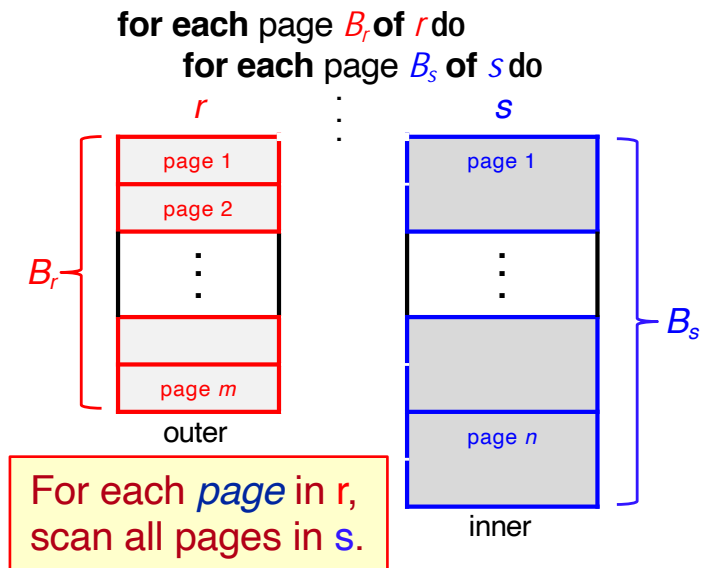 for each page Br of r do
for each page Bs of s do
r
s
page 1
page 1
page 2
Br
Bs
page m
page n
outer
inner
For each page in r,
scan all pages in s.